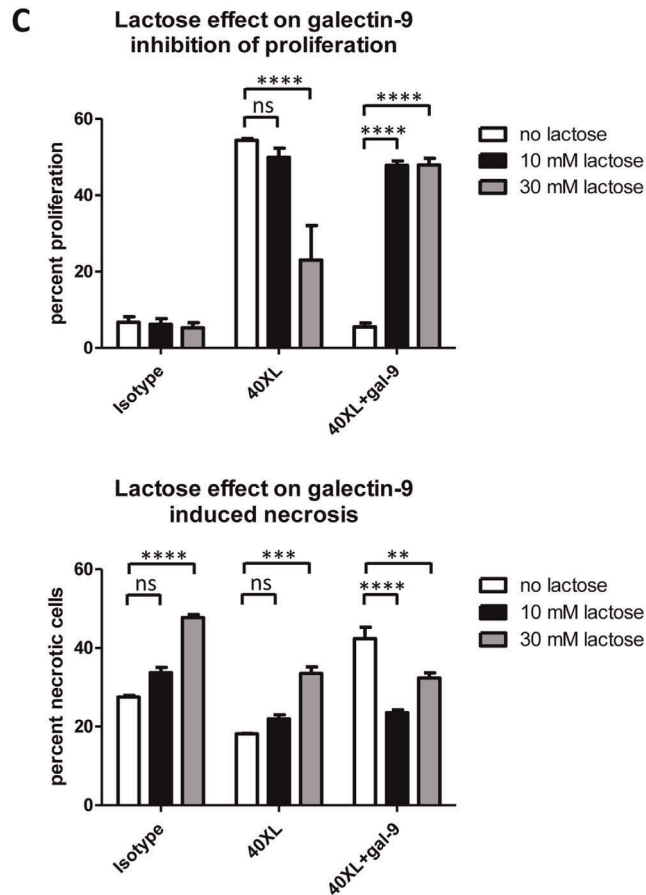 C
Lactose effect on galectin-9
inhibition of proliferation
percent proliferation
60
40
20
0
ns
****
****
****
no lactose
10 mM lactose
30 mM lactose
Isotype
40XL
40XL+gal-9
Lactose effect on galectin-9
induced necrosis
percent necrotic cells
60
40
20
0
****
ns
***
ns
**
****
no lactose
10 mM lactose
30 mM lactose
Isotype
40XL
40XL+gal-9